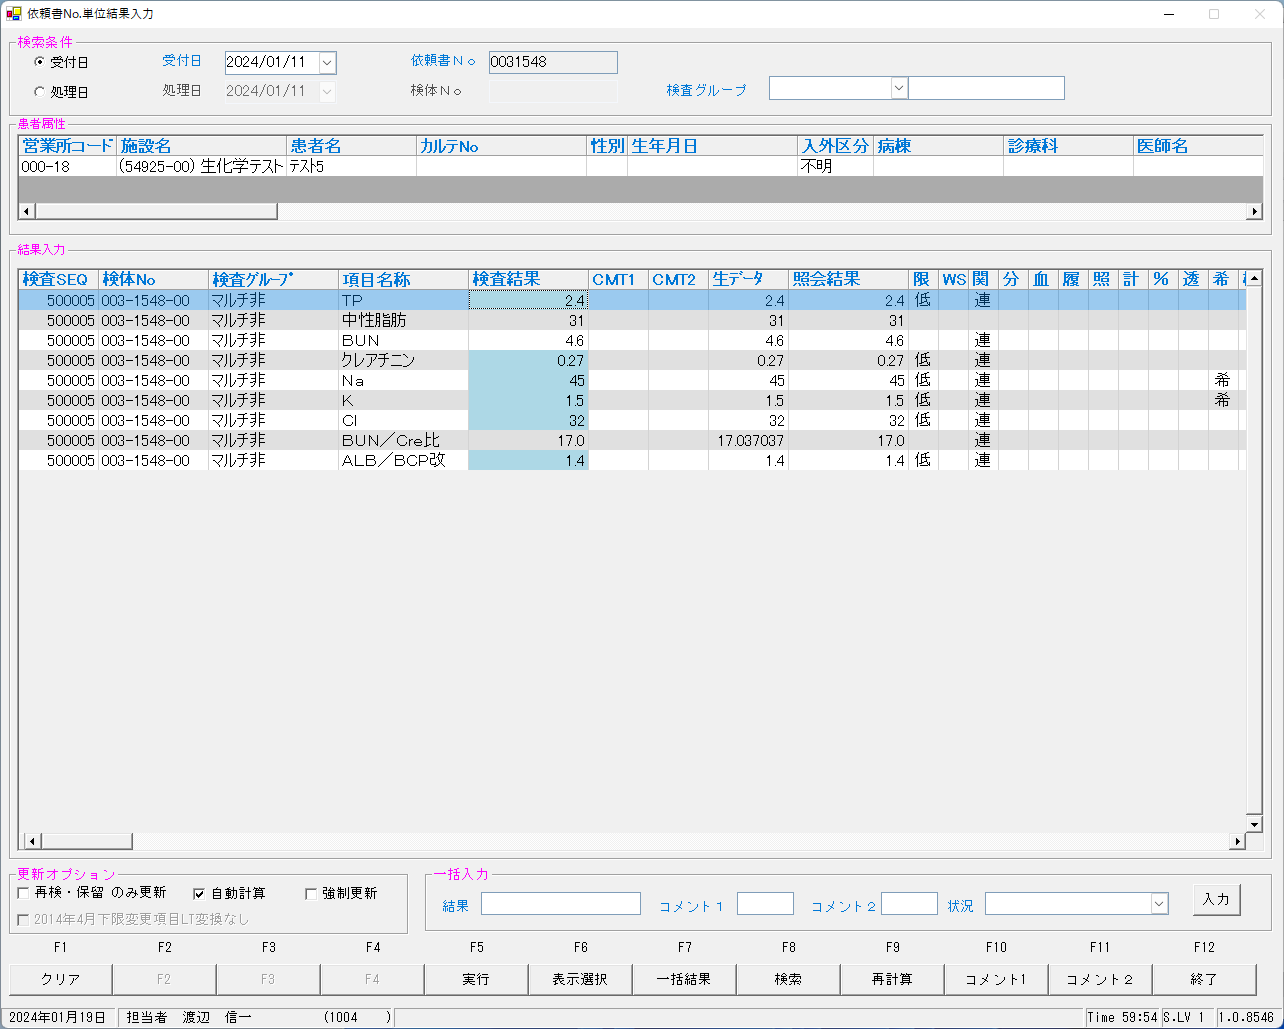 依頼書No.単位結果入力
検索条件
受付日 受付日 2024/01/11 依頼書Ｎｏ 0031548
処理日 処理日 2024/01/11 検体Ｎｏ 検査グループ
患者属性
営業所コード 施設名 患者名 カルテNo 性別 生年月日 入外区分 病棟 診療科 医師名
000-18 (54925-00) 生化学テスト ﾃｽﾄ5 不明
結果入力
検査SEQ 検体No 検査ｸﾞﾙｰﾌﾟ 項目名称 検査結果 CMT1 CMT2 生ﾃﾞｰﾀ 照会結果 限 WS 関 分 血 履 照 計 % 透 希
500005 003-1548-00 マルチ非 ＴＰ 2.4 2.4 2.4 低 連
500005 003-1548-00 マルチ非 中性脂肪 31 31 31
500005 003-1548-00 マルチ非 ＢＵＮ 4.6 4.6 4.6 連
500005 003-1548-00 マルチ非 クレアチニン 0.27 0.27 0.27 低 連
500005 003-1548-00 マルチ非 Ｎａ 45 45 45 低 連 希
500005 003-1548-00 マルチ非 Ｋ 1.5 1.5 1.5 低 連 希
500005 003-1548-00 マルチ非 Ｃｌ 32 32 32 低 連
500005 003-1548-00 マルチ非 ＢＵＮ／Ｃｒｅ比 17.0 17.037037 17.0 連
500005 003-1548-00 マルチ非 ＡＬＢ／ＢＣＰ改 1.4 1.4 1.4 低 連
更新オプション 一括入力
再検・保留 のみ更新 自動計算 強制更新
2014年4月下限変更項目LT変換なし
結果 コメント１ コメント２ 状況 入力
F1 F2 F3 F4 F5 F6 F7 F8 F9 F10 F11 F12
クリア F2 F3 F4 実行 表示選択 一括結果 検索 再計算 コメント1 コメント２ 終了
2024年01月19日 担当者 渡辺 信一 (1004 ) Time 59:54 S.LV 1 1.0.8546